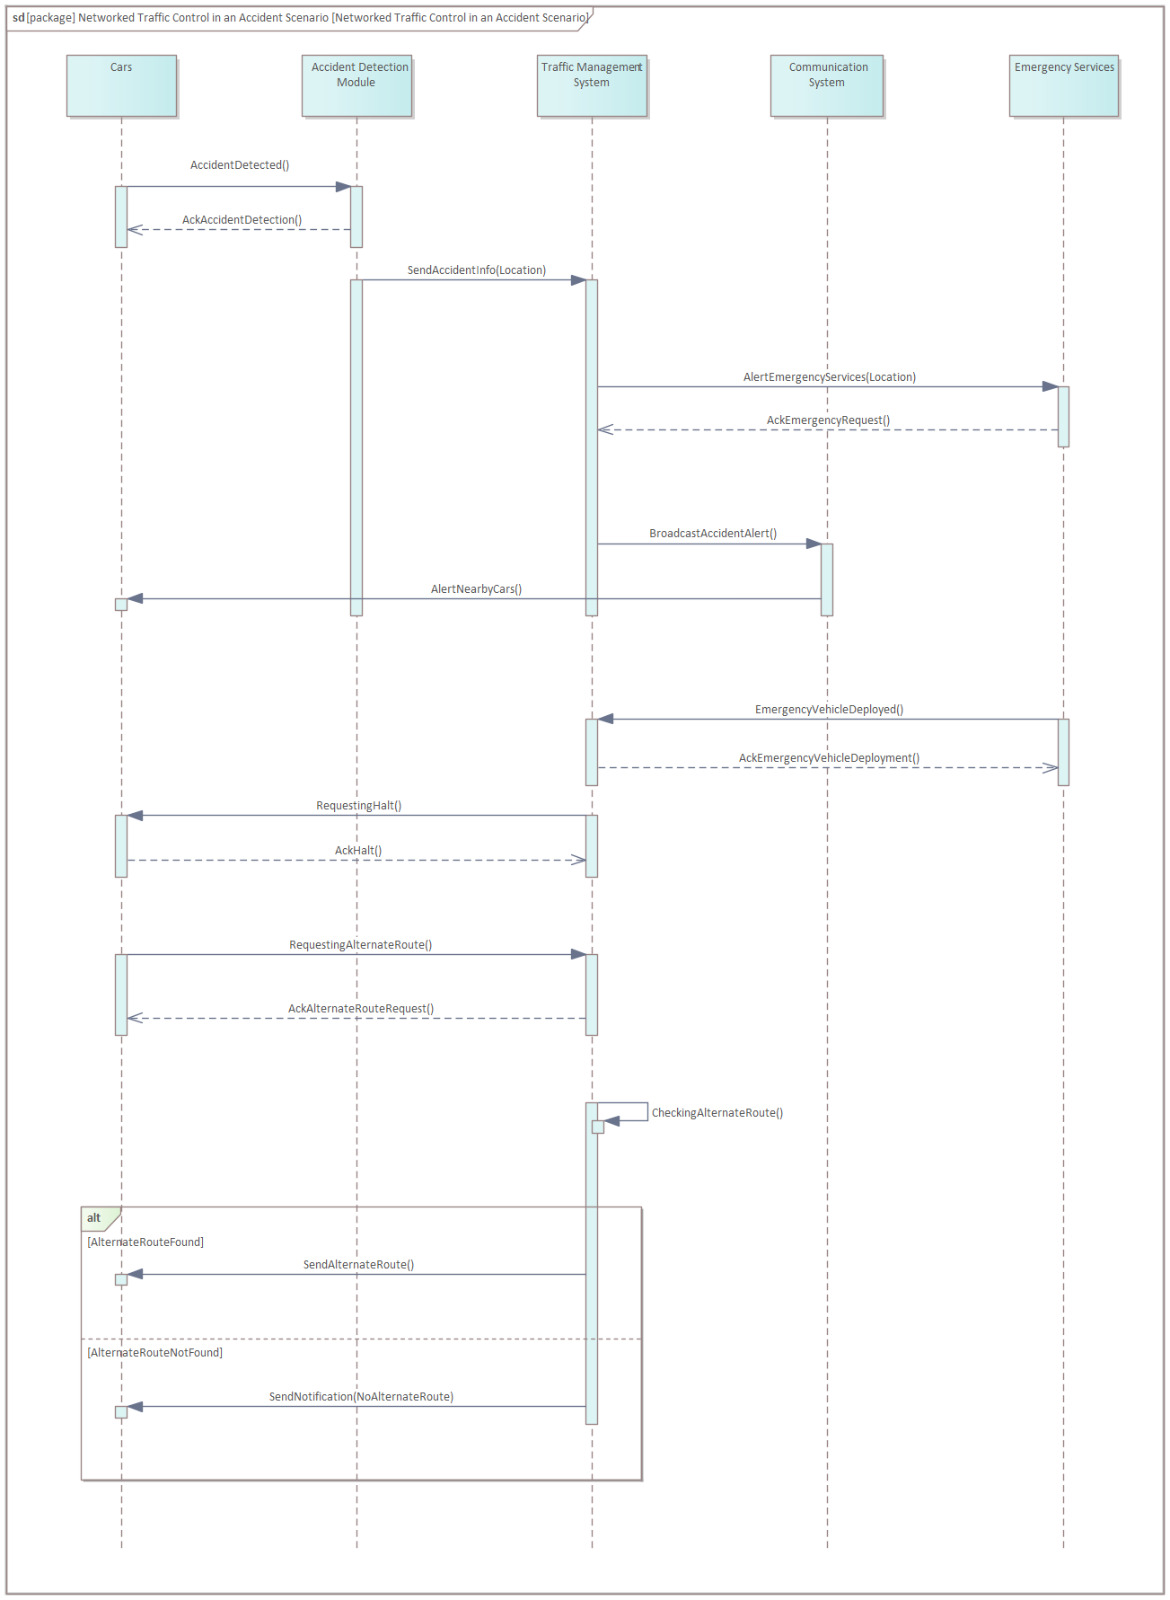 sd [package] Networked Traffic Control in an Accident Scenario [Networked Traffic Control in an Accident Scenario]
Cars
Accident Detection
Module
Traffic Management
System
Communication
System
Emergency Services
AccidentDetected()
AckAccidentDetection()
SendAccidentInfo(Location)
AlertEmergencyServices(Location)
AckEmergencyRequest()
BroadcastAccidentAlert()
AlertNearbyCars()
EmergencyVehicleDeployed()
AckEmergencyVehicleDeployment()
RequestingHalt()
AckHalt()
RequestingAlternateRoute()
AckAlternateRouteRequest()
CheckingAlternateRoute()
alt
[AlternateRouteFound]
SendAlternateRoute()
[AlternateRouteNotFound]
SendNotification(NoAlternateRoute)